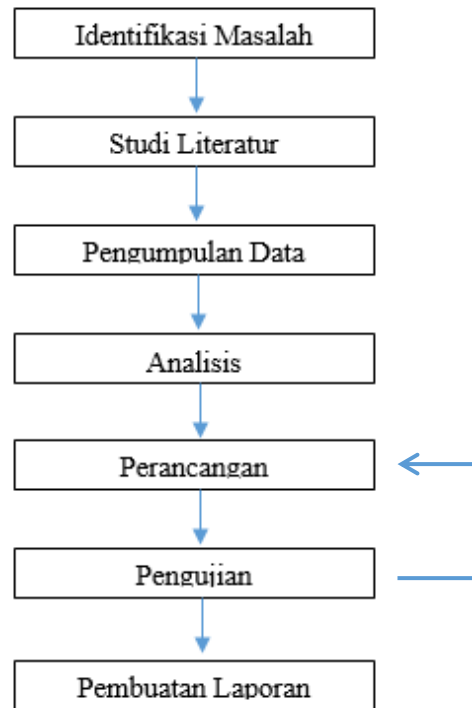 Identifikasi Masalah
Studi Literatur
Pengumpulan Data
Analisis
Perancangan
Pengujian
Pembuatan Laporan